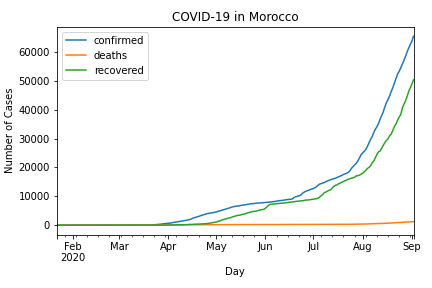 COVID-19 in Morocco
confirmed
deaths
recovered
60000
50000
40000
30000
20000
10000
0
Number of Cases
Feb Mar Apr May Jun Jul Aug Sep
2020
Day